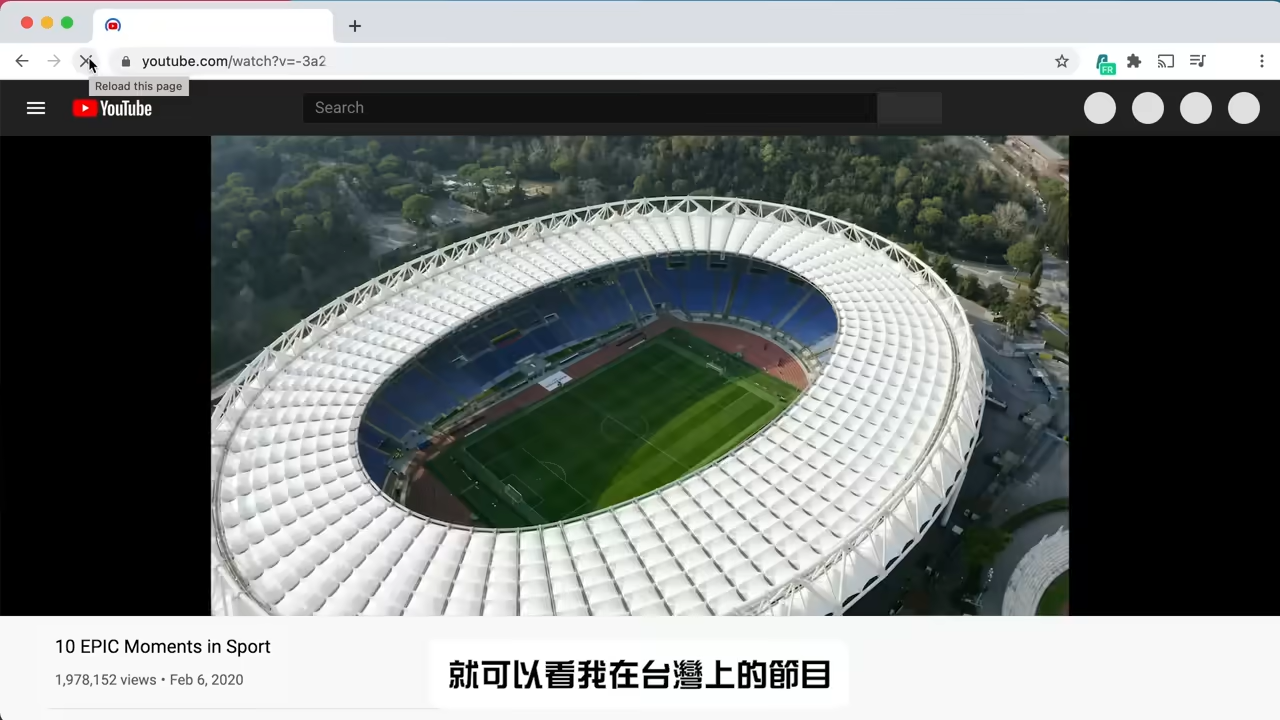 youtube.com/watch?v=-3a2
FR
Reload this page
YouTube
Search
10 EPIC Moments in Sport
1,978,152 views • Feb 6, 2020
就可以看我在台灣上的節目